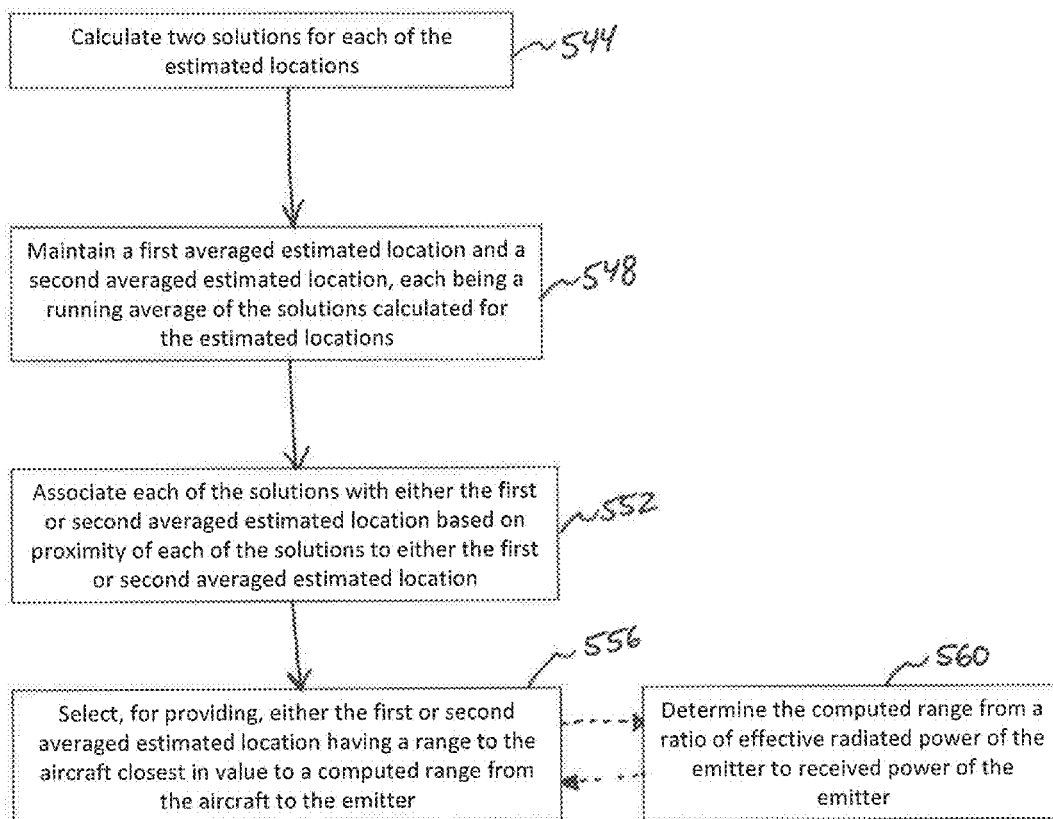 Calculate two solutions for each of the
estimated locations
544
Maintain a first averaged estimated location and a
second averaged estimated location, each being a
running average of the solutions calculated for
the estimated locations
548
Associate each of the solutions with either the first
or second averaged estimated location based on
proximity of each of the solutions to either the first
or second averaged estimated location
552
556
Select, for providing, either the first or second
averaged estimated location having a range to the
aircraft closest in value to a computed range from
the aircraft to the emitter
560
Determine the computed range from a
ratio of effective radiated power of the
emitter to received power of the
emitter